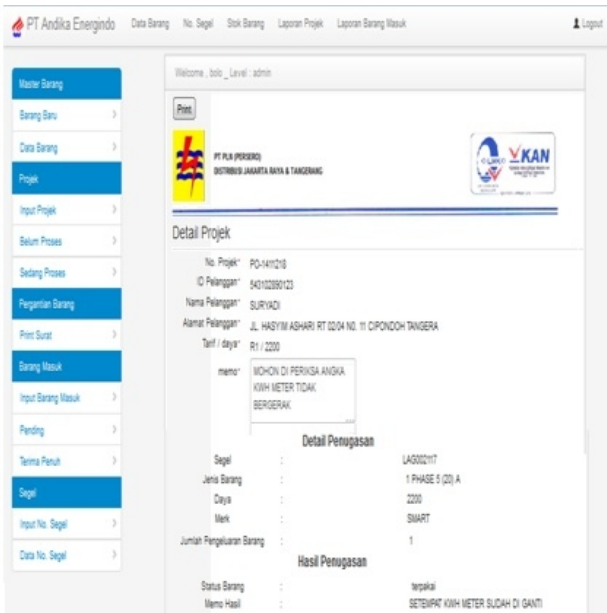 PT Andika Energindo Data Barang No. Segel Stok Barang Laporan Projek Laporan Barang Masuk Logout
Master Barang
Barang Baru
Data Barang
Projek
Input Projek
Belum Proses
Sedang Proses
Pergantian Barang
Print Surat
Barang Masuk
Input Barang Masuk
Pending
Terima Penuh
Segel
Input No. Segel
Data No. Segel
Welcome , bolo _ Level : admin
Print
PT PLN (PERSERO)
DISTRIBUSI JAKARTA RAYA & TANGERANG
KAN
Detail Projek
No. Projek* PO-1411218
ID Pelanggan* 543102890123
Nama Pelanggan* SURYADI
Alamat Pelanggan* JL. HASYIM ASHARI RT 02/04 NO. 11 CIPONDOH TANGERA
Tarif / daya* R1 / 2200
memo* MOHON DI PERIKSA ANGKA
KWH METER TIDAK
BERGERAK
Detail Penugasan
Segel : LAG002117
Jenis Barang : 1 PHASE 5 (20) A
Daya : 2200
Merk : SMART
Jumlah Pengeluaran Barang : 1
Hasil Penugasan
Status Barang : terpakai
Memo Hasil : SETEMPAT KWH METER SUDAH DI GANTI